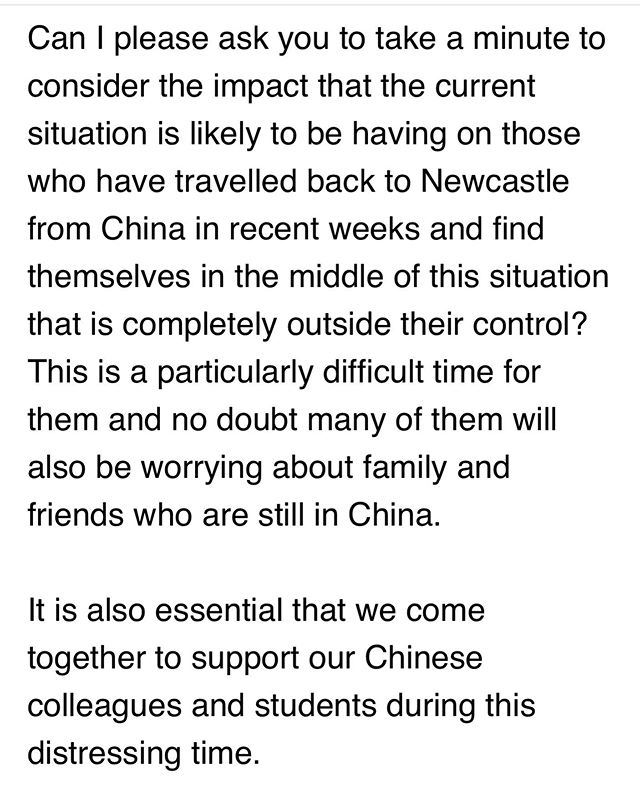 Can I please ask you to take a minute to
consider the impact that the current
situation is likely to be having on those
who have travelled back to Newcastle
from China in recent weeks and find
themselves in the middle of this situation
that is completely outside their control?
This is a particularly difficult time for
them and no doubt many of them will
also be worrying about family and
friends who are still in China.
It is also essential that we come
together to support our Chinese
colleagues and students during this
distressing time.